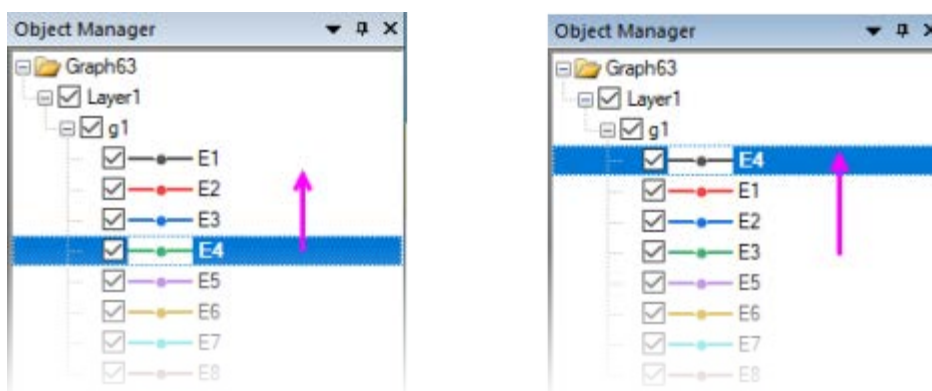 Object Manager
Graph63
Layer1
g1
E1
E2
E3
E4
E5
E6
E7
E8
Object Manager
Graph63
Layer1
g1
E4
E1
E2
E3
E5
E6
E7
E8